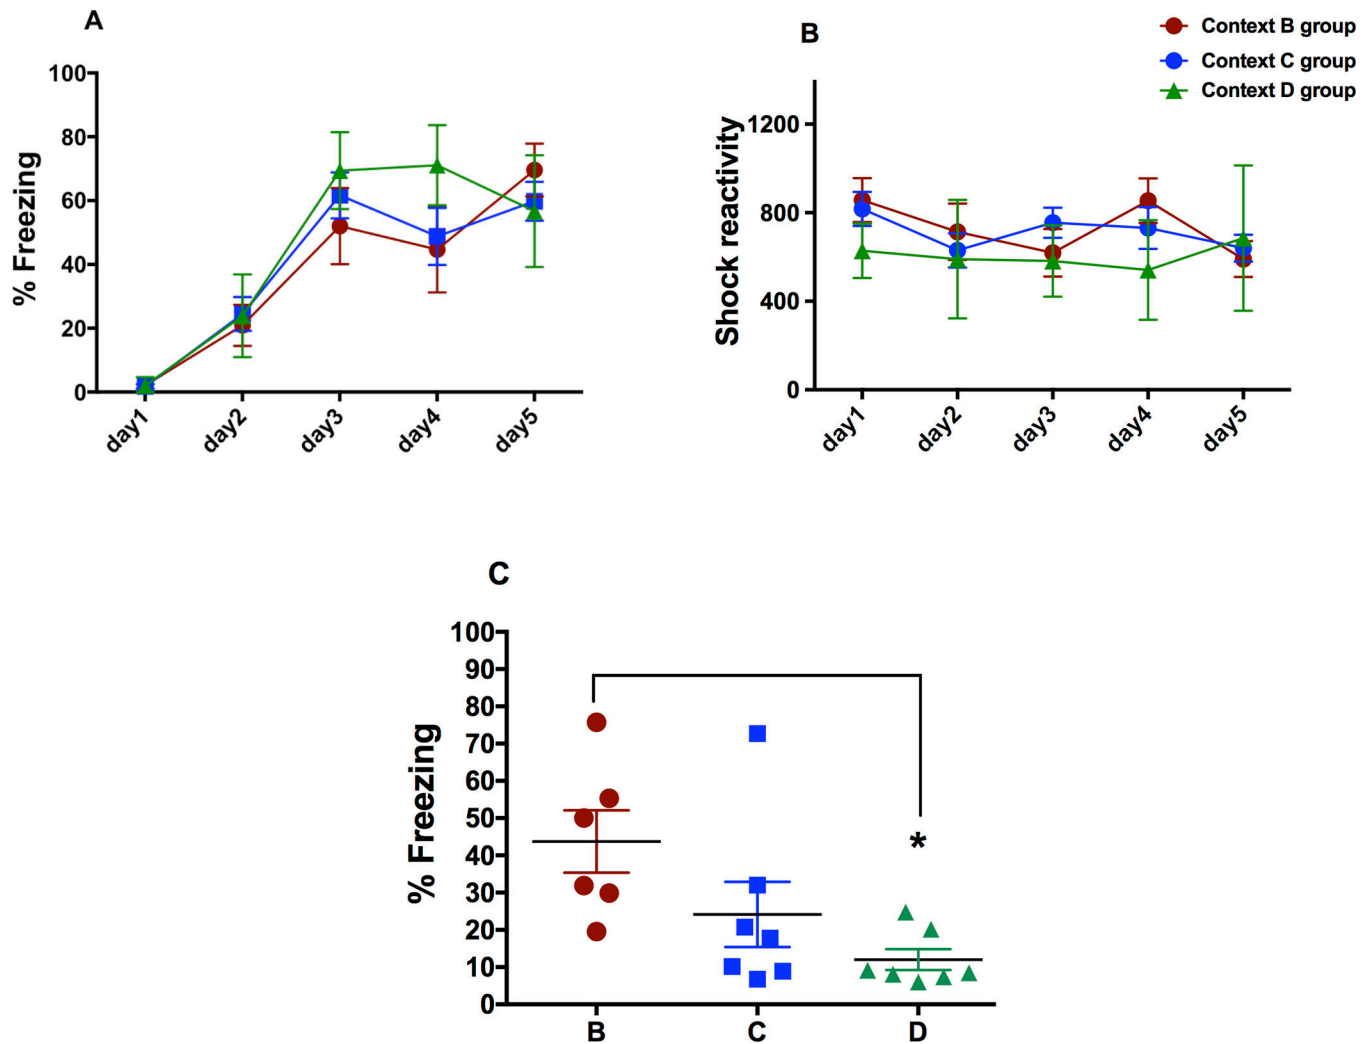 A
% Freezing
100
80
60
40
20
0
day1
day2
day3
day4
day5
B
Context B group
Context C group
Context D group
Shock reactivity
1200
800
400
0
day1
day2
day3
day4
day5
C
% Freezing
100
90
80
70
60
50
40
30
20
10
0
*
B
C
D